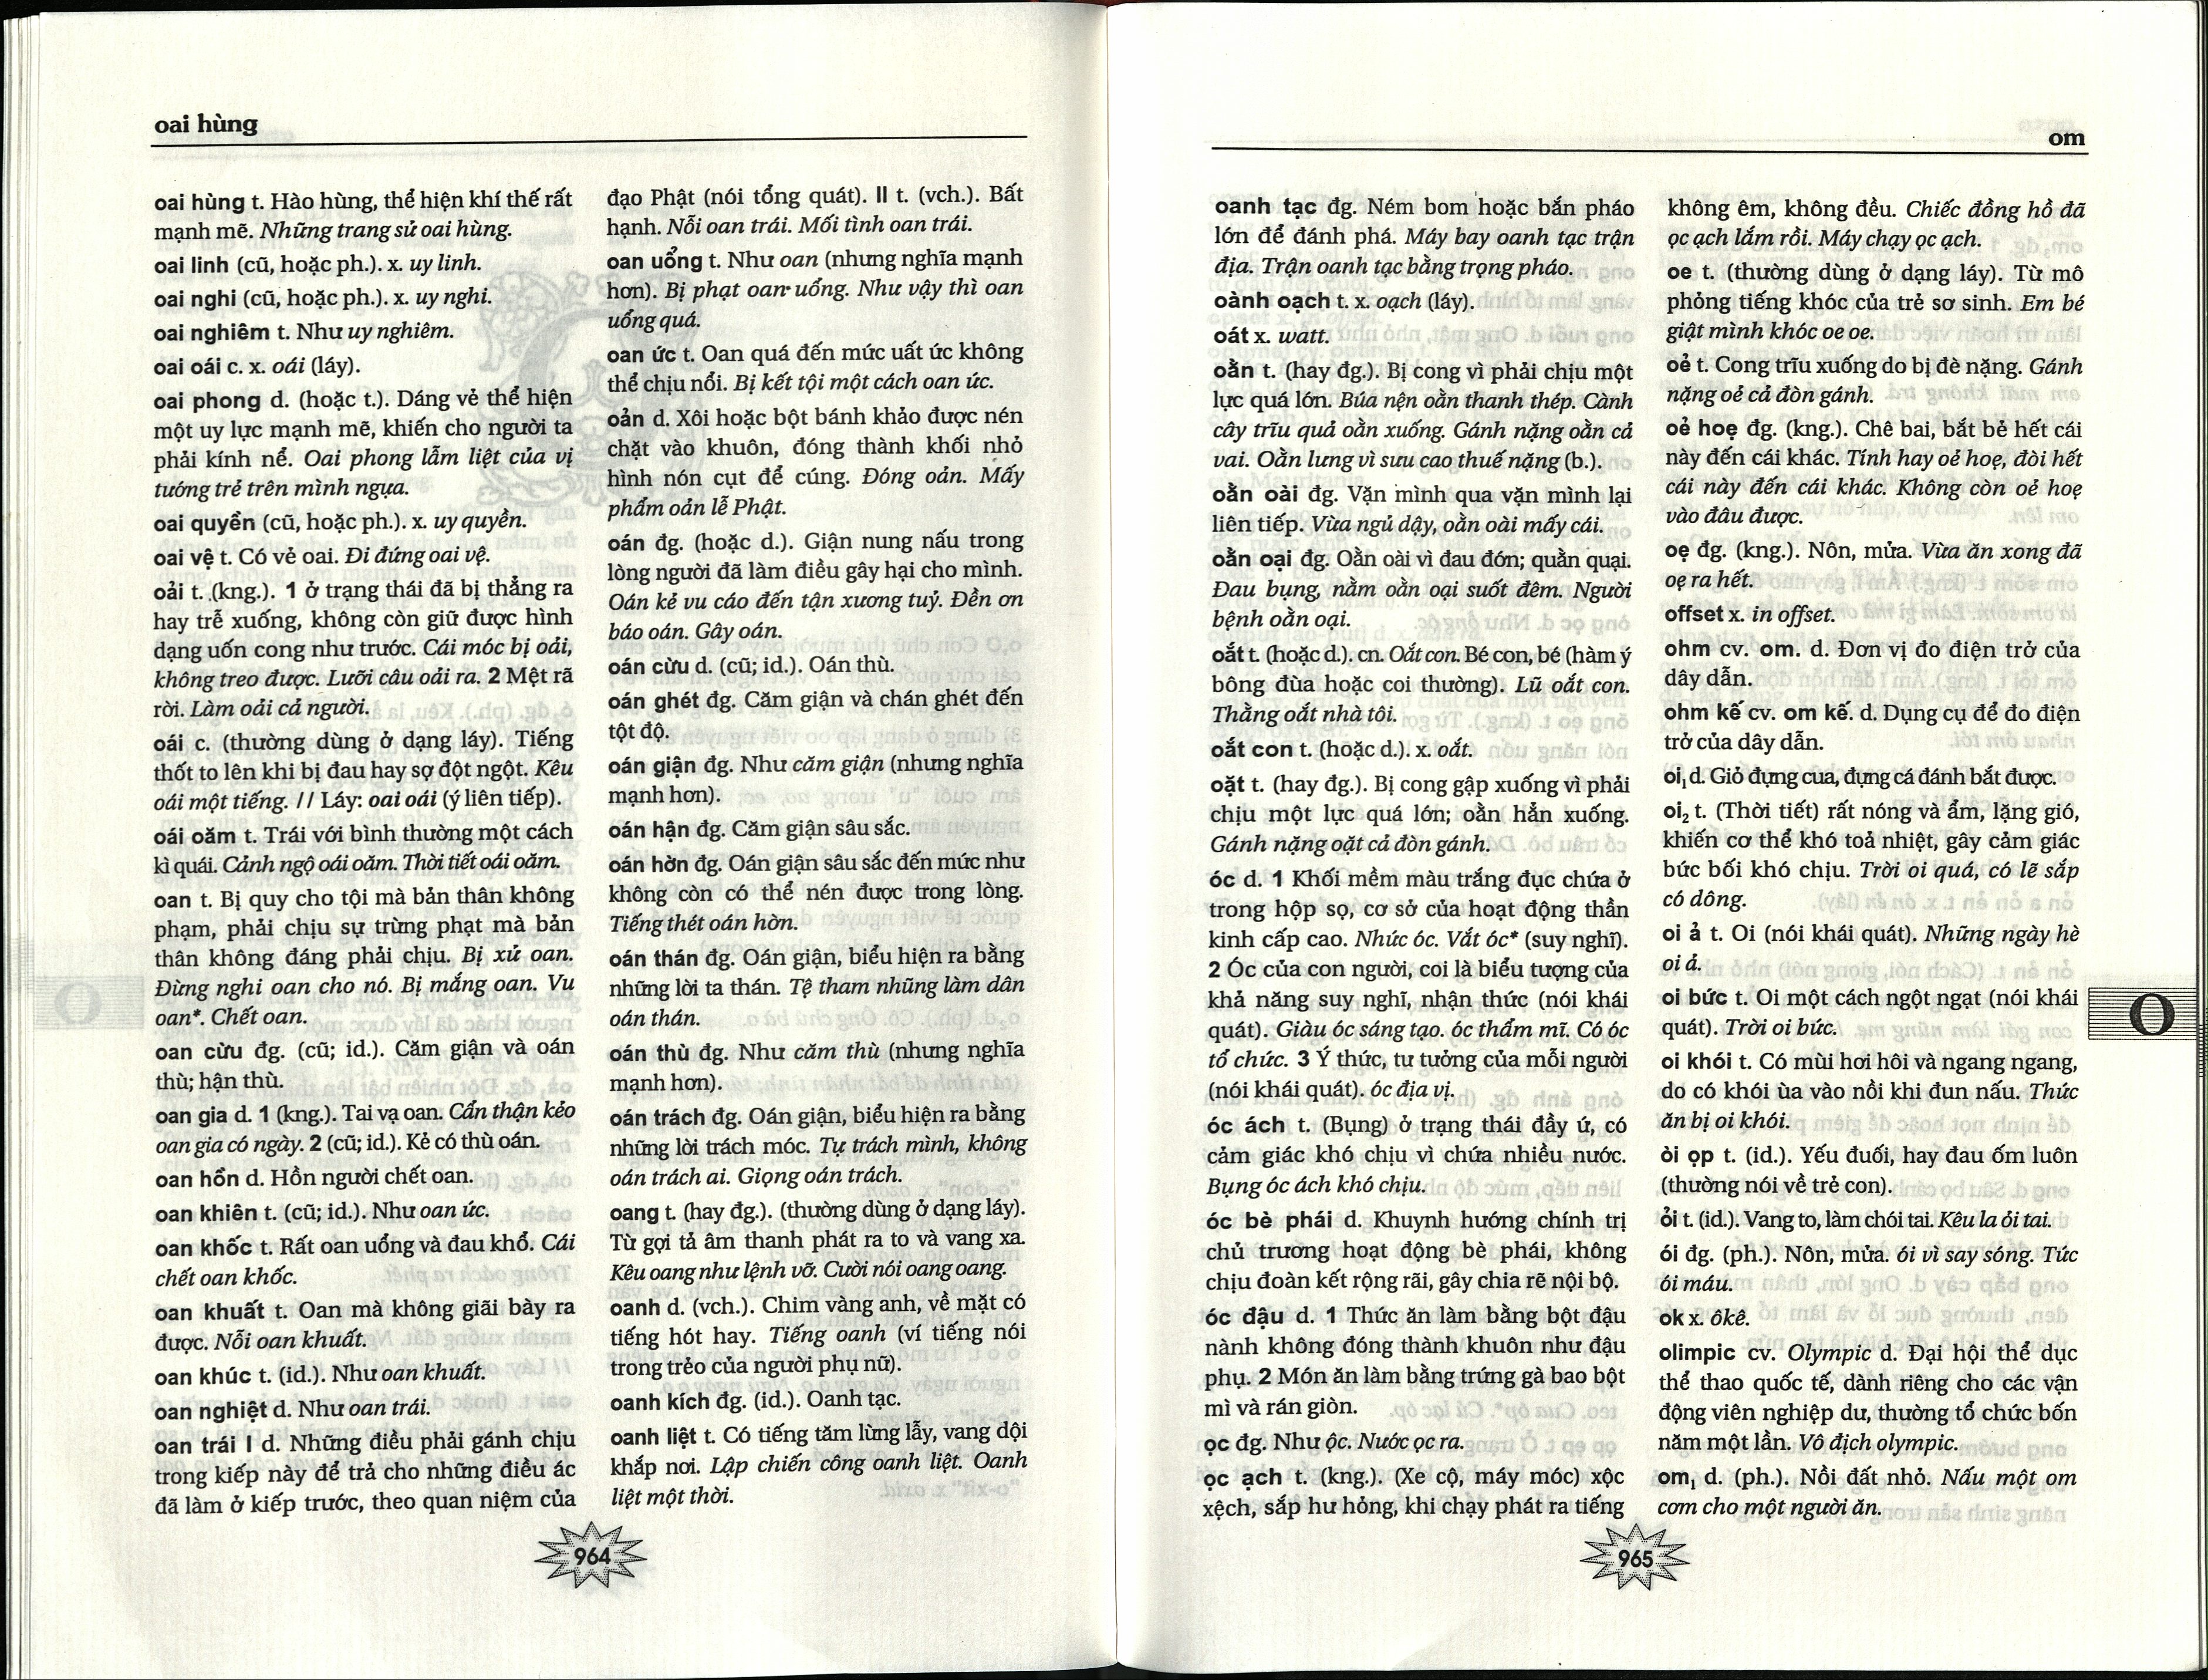 oai hùng
oai hùng t. Hào hùng, thể hiện khí thế rất
mạnh mẽ. Những trang sử oai hùng.
oai linh (cũ, hoặc ph.). x. uy linh.
oai nghi (cũ, hoặc ph.). x. uy nghi.
oai nghiêm t. Như uy nghiêm.
oai oái c. x. oái (láy).
oai phong d. (hoặc t.). Dáng vẻ thể hiện
một uy lực mạnh mẽ, khiến cho người ta
phải kính nể. Oai phong lẫm liệt của vị
tướng trẻ trên mình ngựa.
oai quyền (cũ, hoặc ph.). x. uy quyền.
oai vệ t. Có vẻ oai. Đi đứng oai vệ.
oải t. (kng.). 1 ở trạng thái đã bị thẳng ra
hay trễ xuống, không còn giữ được hình
dạng uốn cong như trước. Cái móc bị oải,
không treo được. Lưỡi câu oải ra. 2 Mệt rã
rời. Làm oải cả người.
oái c. (thường dùng ở dạng láy). Tiếng
thốt to lên khi bị đau hay sợ đột ngột. Kêu
oái một tiếng. // Láy: oai oái (ý liên tiếp).
oái oăm t. Trái với bình thường một cách
kì quái. Cảnh ngộ oái oăm. Thời tiết oái oăm.
oan t. Bị quy cho tội mà bản thân không
phạm, phải chịu sự trừng phạt mà bản
thân không đáng phải chịu. Bị xử oan.
Đừng nghi oan cho nó. Bị mắng oan. Vu
oan*. Chết oan.
oan cừu đg. (cũ; id.). Căm giận và oán
thù; hận thù.
oan gia d. 1 (kng.). Tai vạ oan. Cẩn thận kẻo
oan gia có ngày. 2 (cũ; id.). Kẻ có thù oán.
oan hồn d. Hồn người chết oan.
oan khiên t. (cũ; id.). Như oan ức.
oan khốc t. Rất oan uổng và đau khổ. Cái
chết oan khốc.
oan khuất t. Oan mà không giãi bày ra
được. Nỗi oan khuất.
oan khúc t. (id.). Như oan khuất.
oan nghiệt d. Như oan trái.
oan trái I d. Những điều phải gánh chịu
trong kiếp này để trả cho những điều ác
đã làm ở kiếp trước, theo quan niệm của
đạo Phật (nói tổng quát). II t. (vch.). Bất
hạnh. Nỗi oan trái. Mối tình oan trái.
oan uổng t. Như oan (nhưng nghĩa mạnh
hơn). Bị phạt oan uổng. Như vậy thì oan
uổng quá.
oan ức t. Oan quá đến mức uất ức không
thể chịu nổi. Bị kết tội một cách oan ức.
oản d. Xôi hoặc bột bánh khảo được nén
chặt vào khuôn, đóng thành khối nhỏ
hình nón cụt để cúng. Đóng oản. Mấy
phẩm oản lễ Phật.
oán đg. (hoặc d.). Giận nung nấu trong
lòng người đã làm điều gây hại cho mình.
Oán kẻ vu cáo đến tận xương tuỷ. Đền ơn
báo oán. Gây oán.
oán cừu d. (cũ; id.). Oán thù.
oán ghét đg. Căm giận và chán ghét đến
tột độ.
oán giận đg. Như căm giận (nhưng nghĩa
mạnh hơn).
oán hận đg. Căm giận sâu sắc.
oán hờn đg. Oán giận sâu sắc đến mức như
không còn có thể nén được trong lòng.
Tiếng thét oán hờn.
oán thán đg. Oán giận, biểu hiện ra bằng
những lời ta thán. Tệ tham nhũng làm dân
oán thán.
oán thù đg. Như căm thù (nhưng nghĩa
mạnh hơn).
oán trách đg. Oán giận, biểu hiện ra bằng
những lời trách móc. Tự trách mình, không
oán trách ai. Giọng oán trách.
oang t. (hay đg.). (thường dùng ở dạng láy).
Từ gợi tả âm thanh phát ra to và vang xa.
Kêu oang như lệnh vỡ. Cười nói oang oang.
oanh d. (vch.). Chim vàng anh, về mặt có
tiếng hót hay. Tiếng oanh (ví tiếng nói
trong trẻo của người phụ nữ).
oanh kích đg. (id.). Oanh tạc.
oanh liệt t. Có tiếng tăm lừng lẫy, vang dội
khắp nơi. Lập chiến công oanh liệt. Oanh
liệt một thời.
964
om
oanh tạc đg. Ném bom hoặc bắn pháo
lớn để đánh phá. Máy bay oanh tạc trận
địa. Trận oanh tạc bằng trọng pháo.
oành oạch t. x. oạch (láy).
oát x. watt.
oằn t. (hay đg.). Bị cong vì phải chịu một
lực quá lớn. Búa nện oằn thanh thép. Cành
cây trĩu quả oằn xuống. Gánh nặng oằn cả
vai. Oằn lưng vì sưu cao thuế nặng (b.).
oằn oài đg. Vặn mình qua vặn mình lại
liên tiếp. Vừa ngủ dậy, oằn oài mấy cái.
oằn oại đg. Oằn oài vì đau đớn; quằn quại.
Đau bụng, nằm oằn oại suốt đêm. Người
bệnh oằn oại.
oắt t. (hoặc d.). cn. Oắt con. Bé con, bé (hàm ý
bông đùa hoặc coi thường). Lũ oắt con.
Thằng oắt nhà tôi.
oắt con t. (hoặc d.). x. oắt.
oặt t. (hay đg.). Bị cong gập xuống vì phải
chịu một lực quá lớn; oằn hẳn xuống.
Gánh nặng oặt cả đòn gánh.
óc d. 1 Khối mềm màu trắng đục chứa ở
trong hộp sọ, cơ sở của hoạt động thần
kinh cấp cao. Nhức óc. Vắt óc* (suy nghĩ).
2 Óc của con người, coi là biểu tượng của
khả năng suy nghĩ, nhận thức (nói khái
quát). Giàu óc sáng tạo. óc thẩm mĩ. Có óc
tổ chức. 3 Ý thức, tư tưởng của mỗi người
(nói khái quát). óc địa vị.
óc ách t. (Bụng) ở trạng thái đầy ứ, có
cảm giác khó chịu vì chứa nhiều nước.
Bụng óc ách khó chịu.
óc bè phái d. Khuynh hướng chính trị
chủ trương hoạt động bè phái, không
chịu đoàn kết rộng rãi, gây chia rẽ nội bộ.
óc đậu d. 1 Thức ăn làm bằng bột đậu
nành không đóng thành khuôn như đậu
phụ. 2 Món ăn làm bằng trứng gà bao bột
mì và rán giòn.
ọc đg. Như ộc. Nước ọc ra.
ọc ạch t. (kng.). (Xe cộ, máy móc) xộc
xệch, sắp hư hỏng, khi chạy phát ra tiếng
không êm, không đều. Chiếc đồng hồ đã
ọc ạch lắm rồi. Máy chạy ọc ạch.
oe t. (thường dùng ở dạng láy). Từ mô
phỏng tiếng khóc của trẻ sơ sinh. Em bé
giật mình khóc oe oe.
oẻ t. Cong trĩu xuống do bị đè nặng. Gánh
nặng oẻ cả đòn gánh.
oẻ hoẹ đg. (kng.). Chê bai, bắt bẻ hết cái
này đến cái khác. Tính hay oẻ hoẹ, đòi hết
cái này đến cái khác. Không còn oẻ hoẹ
vào đâu được.
oẹ đg. (kng.). Nôn, mửa. Vừa ăn xong đã
oẹ ra hết.
offset x. in offset.
ohm cv. om. d. Đơn vị đo điện trở của
dây dẫn.
ohm kế cv. om kế. d. Dụng cụ để đo điện
trở của dây dẫn.
oi₁ d. Giỏ đựng cua, đựng cá đánh bắt được.
oi₂ t. (Thời tiết) rất nóng và ẩm, lặng gió,
khiến cơ thể khó toả nhiệt, gây cảm giác
bức bối khó chịu. Trời oi quá, có lẽ sắp
có dông.
oi ả t. Oi (nói khái quát). Những ngày hè
oi ả.
oi bức t. Oi một cách ngột ngạt (nói khái
quát). Trời oi bức.
O
oi khói t. Có mùi hơi hôi và ngang ngang,
do có khói ùa vào nồi khi đun nấu. Thức
ăn bị oi khói.
òi ọp t. (id.). Yếu đuối, hay đau ốm luôn
(thường nói về trẻ con).
ỏi t. (id.). Vang to, làm chói tai. Kêu la ỏi tai.
ói đg. (ph.). Nôn, mửa. ói vì say sóng. Tức
ói máu.
ok x. ôkê.
olimpic cv. Olympic d. Đại hội thể dục
thể thao quốc tế, dành riêng cho các vận
động viên nghiệp dư, thường tổ chức bốn
năm một lần. Vô địch olympic.
om₁ d. (ph.). Nồi đất nhỏ. Nấu một om
cơm cho một người ăn.
965